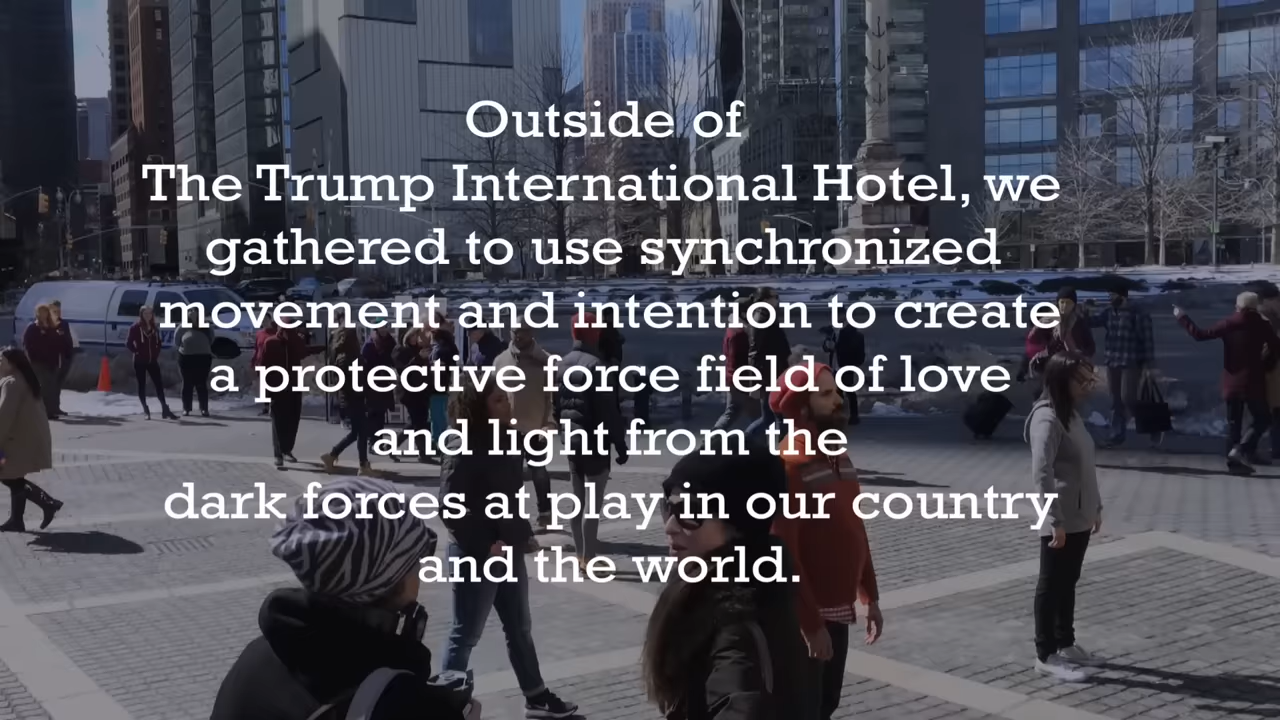 Outside of
The Trump International Hotel, we
gathered to use synchronized
movement and intention to create
a protective force field of love
and light from the
dark forces at play in our country
and the world.